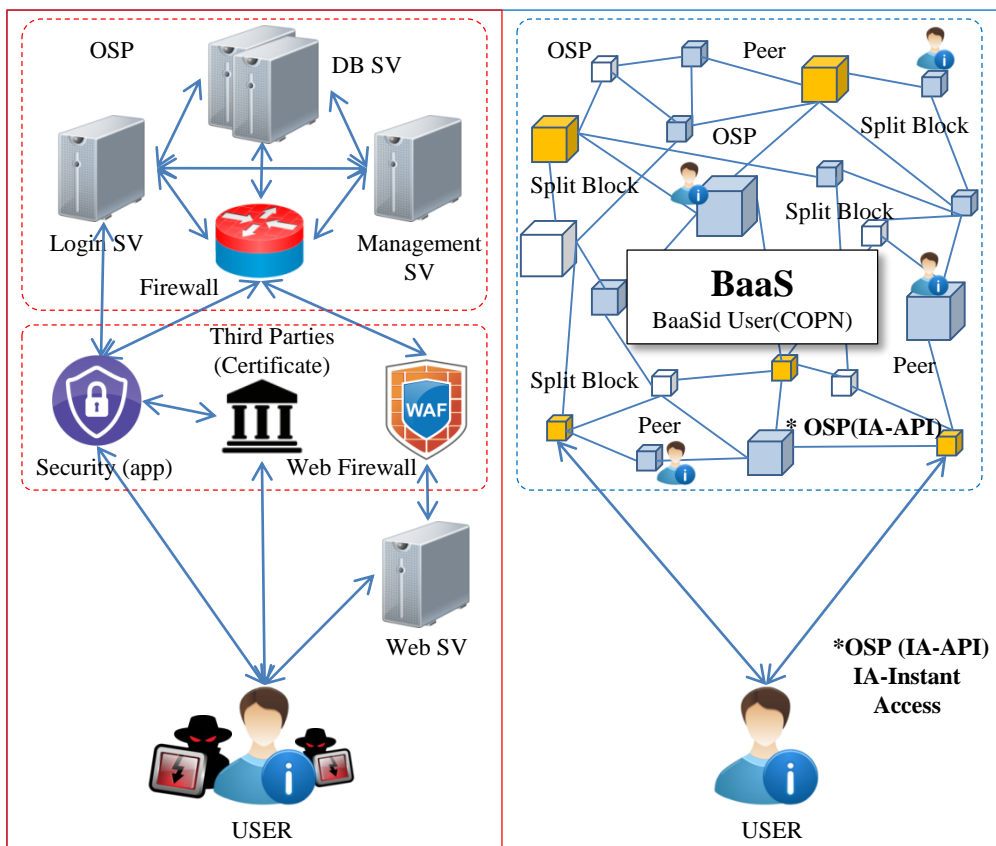 OSP
DB SV
Login SV
Management
SV
Firewall
Third Parties
(Certificate)
WAF
Security (app)
Web Firewall
Web SV
USER
OSP
Peer
Split Block
OSP
Split Block
Split Block
BaaS
BaaSid User(COPN)
Peer
Split Block
* OSP(IA-API)
Peer
*OSP (IA-API)
IA-Instant
Access
USER